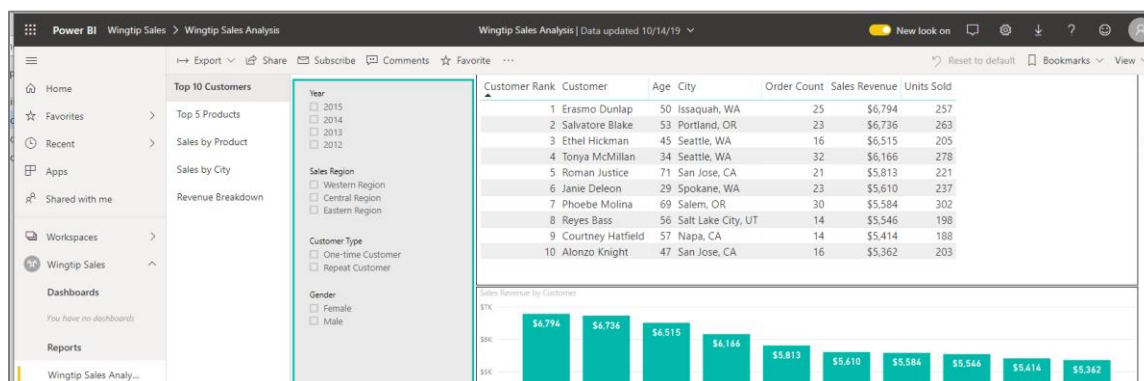 Power BI Wingtip Sales > Wingtip Sales Analysis
Wingtip Sales Analysis | Data updated 10/14/19
New look on
?
Export Share Subscribe Comments Favorite ...
Reset to default Bookmarks View
Home
Favorites
Recent
Apps
Shared with me
Workspaces
Wingtip Sales
Dashboards
You have no dashboards
Reports
Wingtip Sales Analy...
Top 10 Customers
Top 5 Products
Sales by Product
Sales by City
Revenue Breakdown
Year
2015
2014
2013
2012
Sales Region
Western Region
Central Region
Eastern Region
Customer Type
One-time Customer
Repeat Customer
Gender
Female
Male
Customer Rank Customer Age City Order Count Sales Revenue Units Sold
1 Erasmo Dunlap 50 Issaquah, WA 25 $6,794 257
2 Salvatore Blake 53 Portland, OR 23 $6,736 263
3 Ethel Hickman 45 Seattle, WA 16 $6,515 205
4 Tonya McMillan 34 Seattle, WA 32 $6,166 278
5 Roman Justice 71 San Jose, CA 21 $5,813 221
6 Janie Deleon 29 Spokane, WA 23 $5,610 237
7 Phoebe Molina 69 Salem, OR 30 $5,584 302
8 Reyes Bass 56 Salt Lake City, UT 14 $5,546 198
9 Courtney Hatfield 57 Napa, CA 14 $5,414 188
10 Alonzo Knight 47 San Jose, CA 16 $5,362 203
Sales Revenue by Customer
$7K
$6K
$5K
$6,794 $6,736 $6,515 $6,166 $5,813 $5,610 $5,584 $5,546 $5,414 $5,362